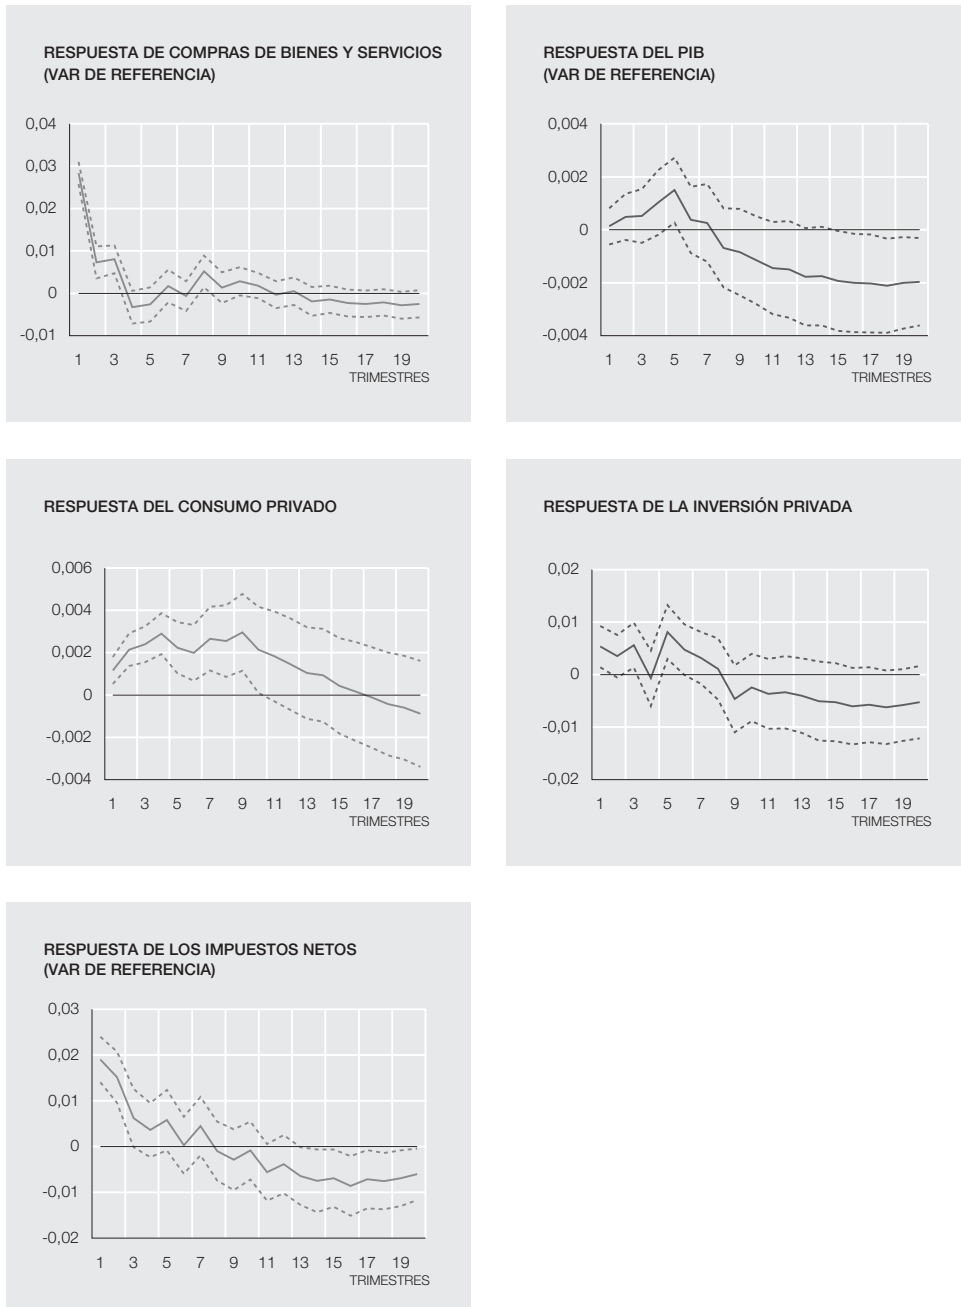 RESPUESTA DE COMPRAS DE BIENES Y SERVICIOS
(VAR DE REFERENCIA)
0,04
0,03
0,02
0,01
0
-0,01
1 3 5 7 9 11 13 15 17 19
TRIMESTRES
RESPUESTA DEL PIB
(VAR DE REFERENCIA)
0,004
0,002
0
-0,002
-0,004
1 3 5 7 9 11 13 15 17 19
TRIMESTRES
RESPUESTA DEL CONSUMO PRIVADO
0,006
0,004
0,002
0
-0,002
-0,004
1 3 5 7 9 11 13 15 17 19
TRIMESTRES
RESPUESTA DE LA INVERSIÓN PRIVADA
0,02
0,01
0
-0,01
-0,02
1 3 5 7 9 11 13 15 17 19
TRIMESTRES
RESPUESTA DE LOS IMPUESTOS NETOS
(VAR DE REFERENCIA)
0,03
0,02
0,01
0
-0,01
-0,02
1 3 5 7 9 11 13 15 17 19
TRIMESTRES